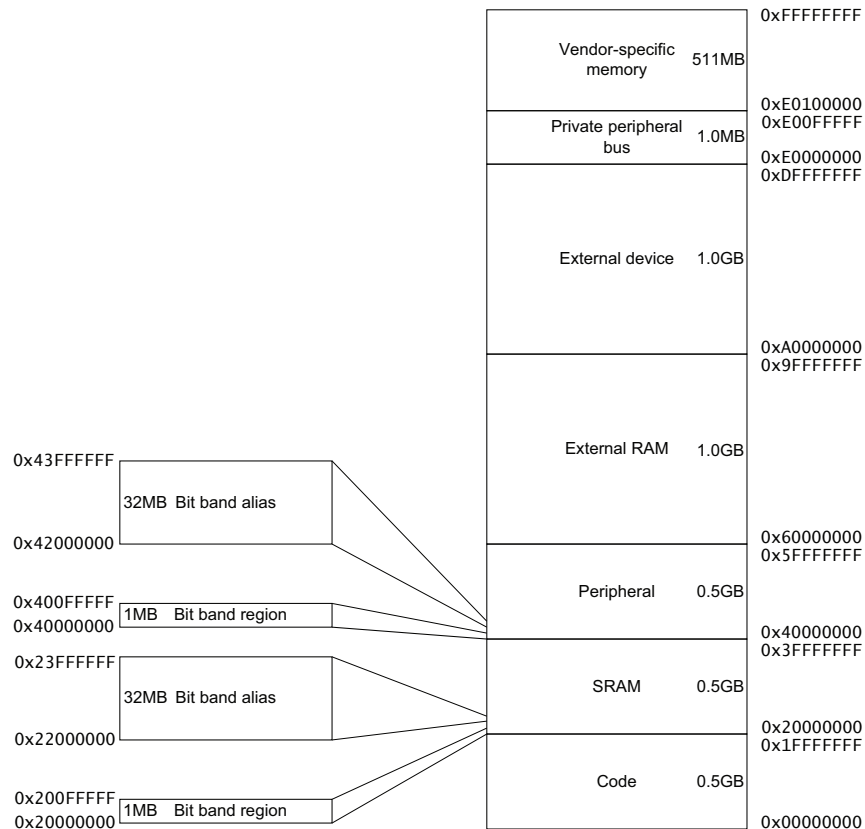 0xFFFFFFFF
Vendor-specific
memory
511MB
0xE0100000
0xE00FFFFF
Private peripheral
bus
1.0MB
0xE0000000
0xDFFFFFFF
External device
1.0GB
0xA0000000
0x9FFFFFFF
External RAM
1.0GB
0x60000000
0x5FFFFFFF
Peripheral
0.5GB
0x40000000
0x3FFFFFFF
SRAM
0.5GB
0x20000000
0x1FFFFFFF
Code
0.5GB
0x00000000
0x43FFFFFF
32MB Bit band alias
0x42000000
0x400FFFFF
1MB Bit band region
0x40000000
0x23FFFFFF
32MB Bit band alias
0x22000000
0x200FFFFF
1MB Bit band region
0x20000000